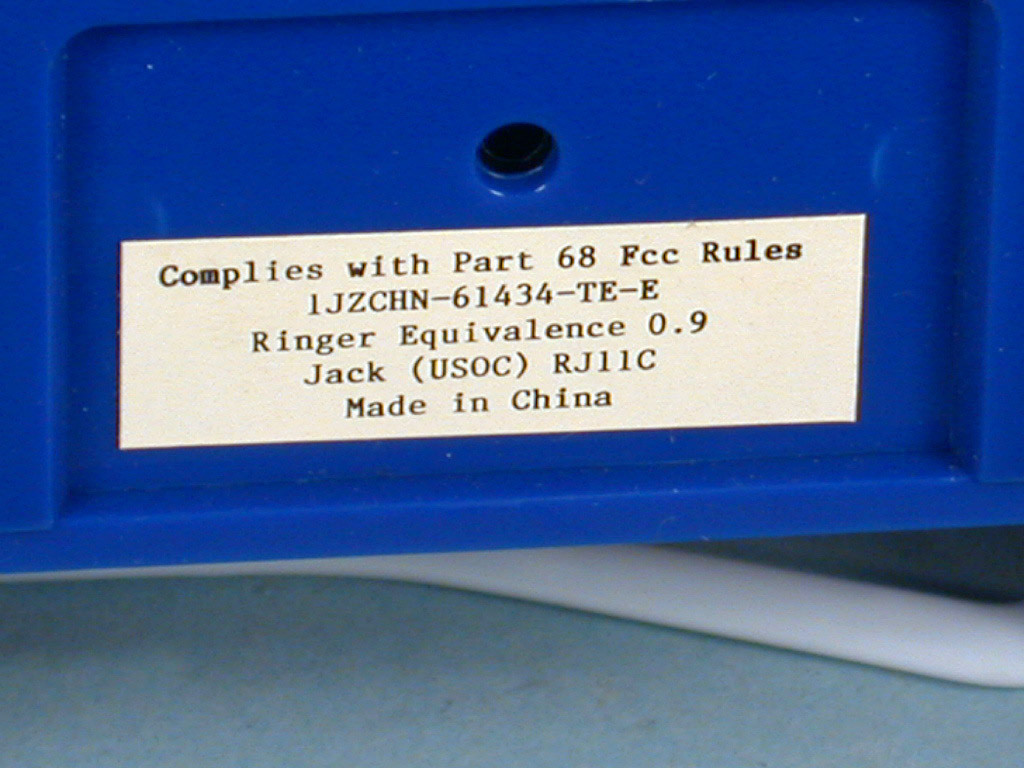 Complies with Part 68 Fcc Rules
1JZCHN-61434-TE-E
Ringer Equivalence 0.9
Jack (USOC) RJ11C
Made in China